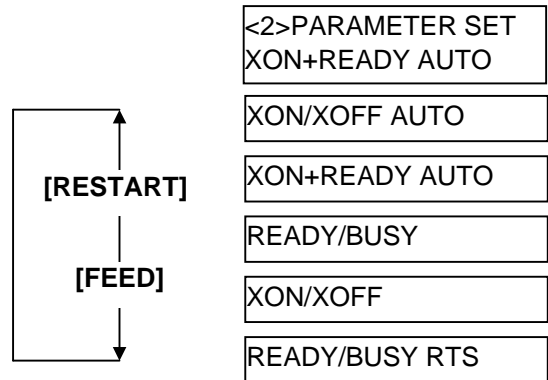 <2>PARAMETER SET
XON+READY AUTO
XON/XOFF AUTO
[RESTART]
XON+READY AUTO
READY/BUSY
[FEED]
XON/XOFF
READY/BUSY RTS